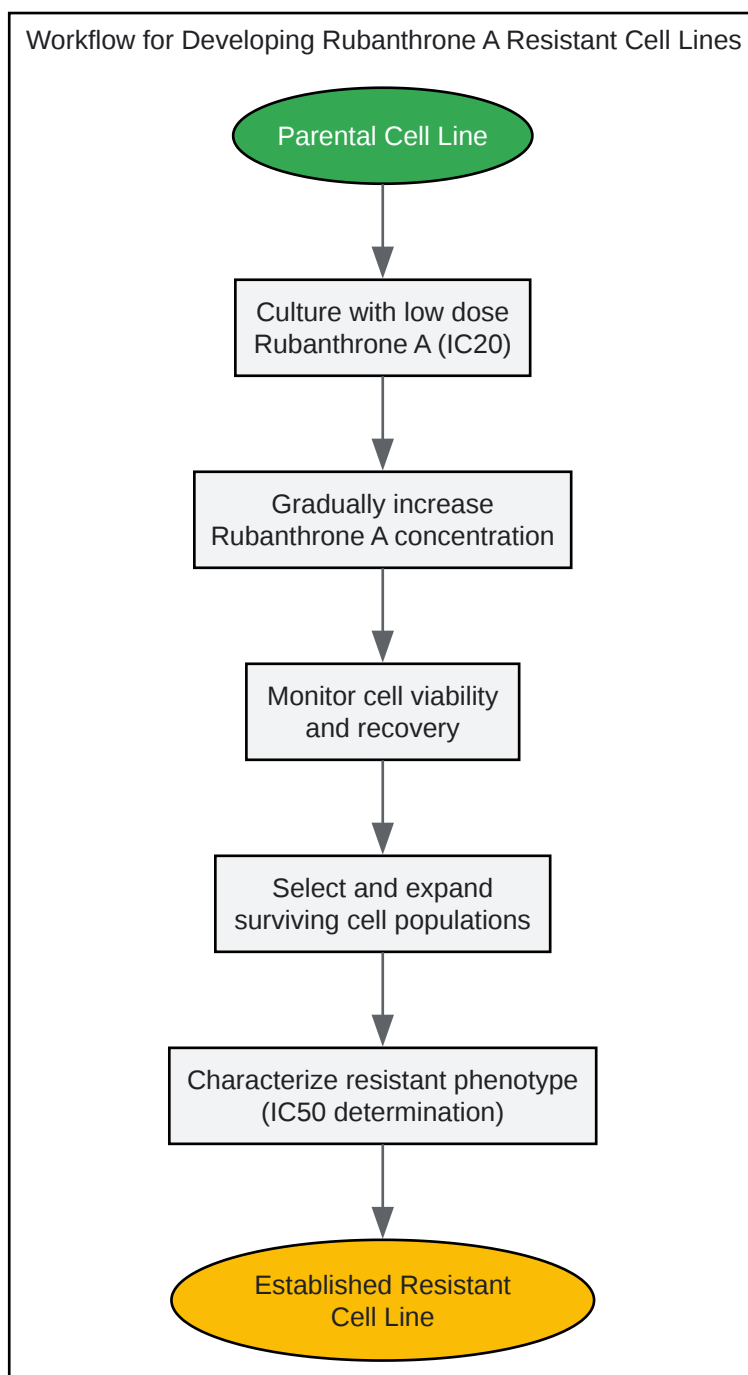 Workflow for Developing Rubanthrone A Resistant Cell Lines
Parental Cell Line
Culture with low dose
Rubanthrone A (IC20)
Gradually increase
Rubanthrone A concentration
Monitor cell viability
and recovery
Select and expand
surviving cell populations
Characterize resistant phenotype
(IC50 determination)
Established Resistant
Cell Line